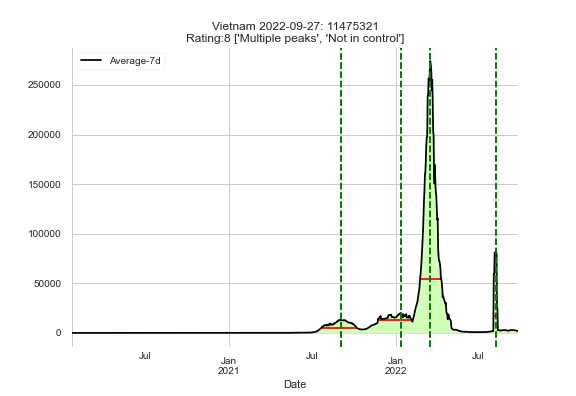 Vietnam 2022-09-27: 11475321
Rating:8 ['Multiple peaks', 'Not in control']
Average-7d
250000
200000
150000
100000
50000
0
Jul
Jan
2021
Jul
Jan
2022
Jul
Date